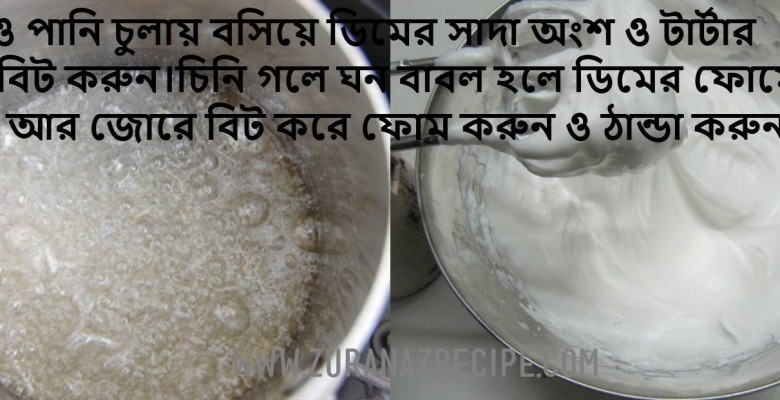 ও পানি চুলায় বসিয়ে ডিমের সাদা অংশ ও টার্টার
বিট করুন।চিনি গলে ঘন বাবল হলে ডিমের ফোমে
আর জোরে বিট করে ফোম করুন ও ঠান্ডা করুন
WWW.ZURANAZRECIPE.COM